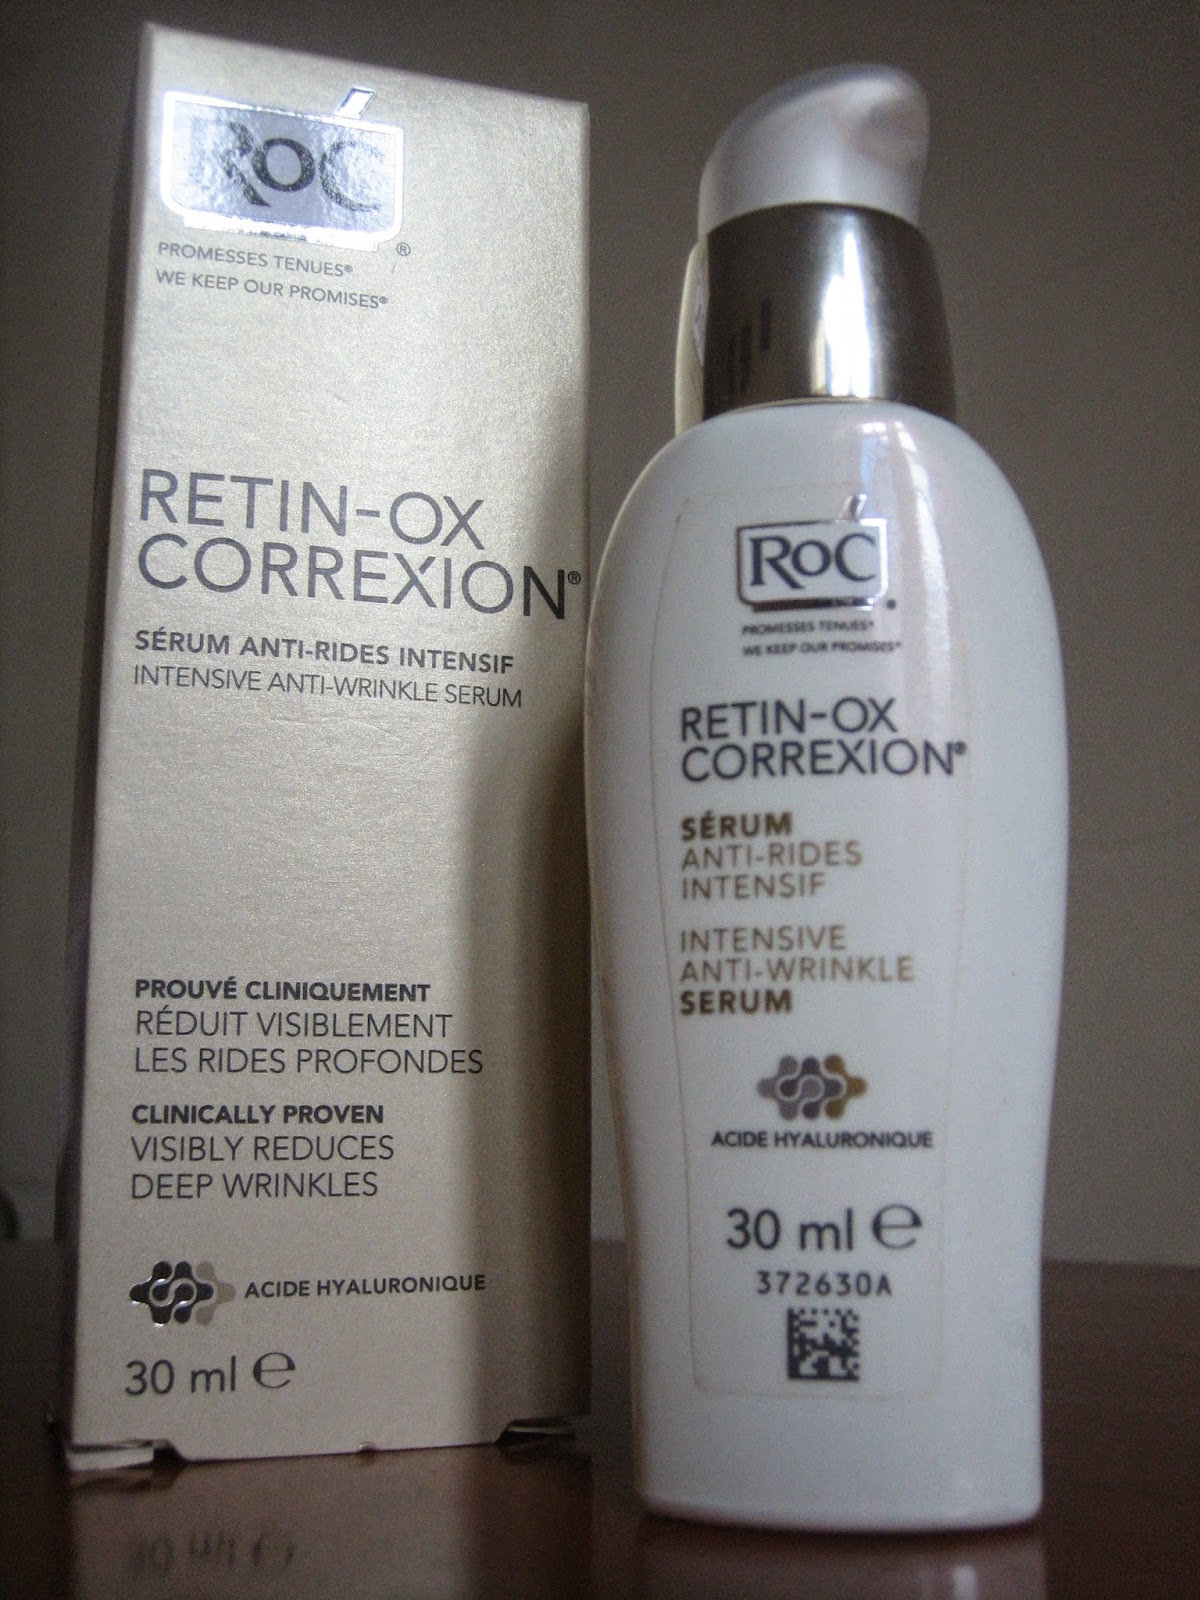 RoC
®
PROMESSES TENUES®
WE KEEP OUR PROMISES®
RETIN-OX
CORREXION®
SÉRUM ANTI-RIDES INTENSIF
INTENSIVE ANTI-WRINKLE SERUM
PROUVÉ CLINIQUEMENT
RÉDUIT VISIBLEMENT
LES RIDES PROFONDES
CLINICALLY PROVEN
VISIBLY REDUCES
DEEP WRINKLES
ACIDE HYALURONIQUE
30 ml ℮
RoC
PROMESSES TENUES®
WE KEEP OUR PROMISES®
RETIN-OX
CORREXION®
SÉRUM
ANTI-RIDES
INTENSIF
INTENSIVE
ANTI-WRINKLE
SERUM
ACIDE HYALURONIQUE
30 ml ℮
372630A